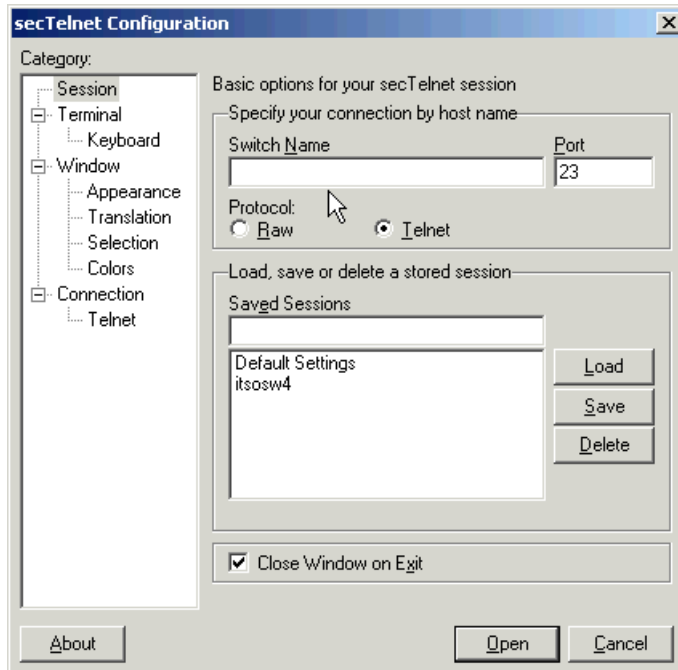 secTelnet Configuration
Category:
Session
Terminal
Keyboard
Window
Appearance
Translation
Selection
Colors
Connection
Telnet
Basic options for your secTelnet session
Specify your connection by host name
Switch Name
Port
23
Protocol:
Raw
Telnet
Load, save or delete a stored session
Saved Sessions
Default Settings
itsosw4
Load
Save
Delete
Close Window on Exit
About
Open
Cancel